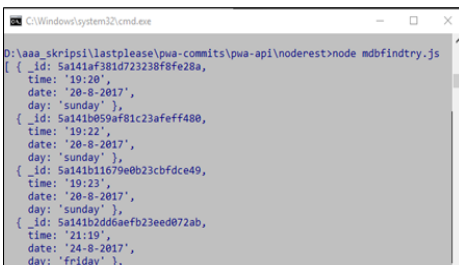 C:\Windows\system32\cmd.exe
D:\aaa_skripsi\lastplease\pwa-commits\pwa-api\noderest>node mdbfindtry.js
[ { _id: 5a141af381d723238f8fe28a,
time: '19:20',
date: '20-8-2017',
day: 'sunday' },
{ _id: 5a141b059af81c23afeff480,
time: '19:22',
date: '20-8-2017',
day: 'sunday' },
{ _id: 5a141b11679e0b23cbfdce49,
time: '19:23',
date: '20-8-2017',
day: 'sunday' },
{ _id: 5a141b2dd6aefb23eed072ab,
time: '21:19',
date: '24-8-2017',
day: 'friday' },